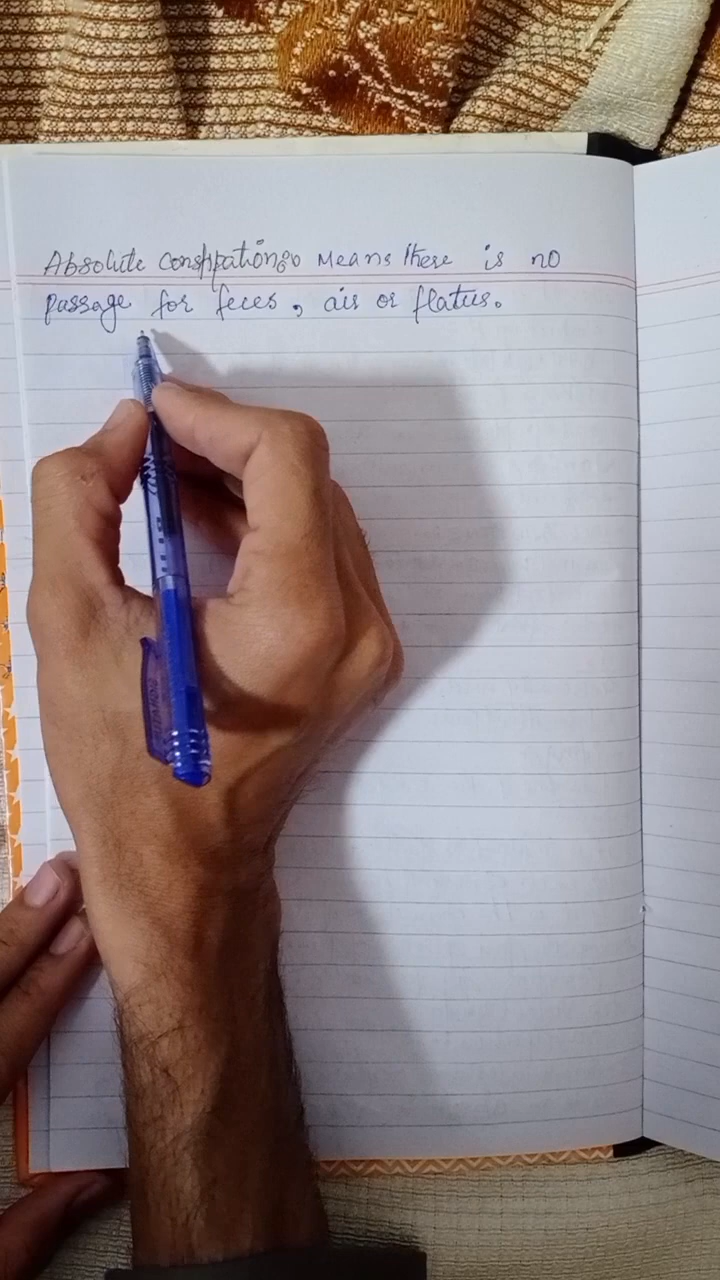 Absolute Constipation:- Means there is no
passage for feces, air or flatus.